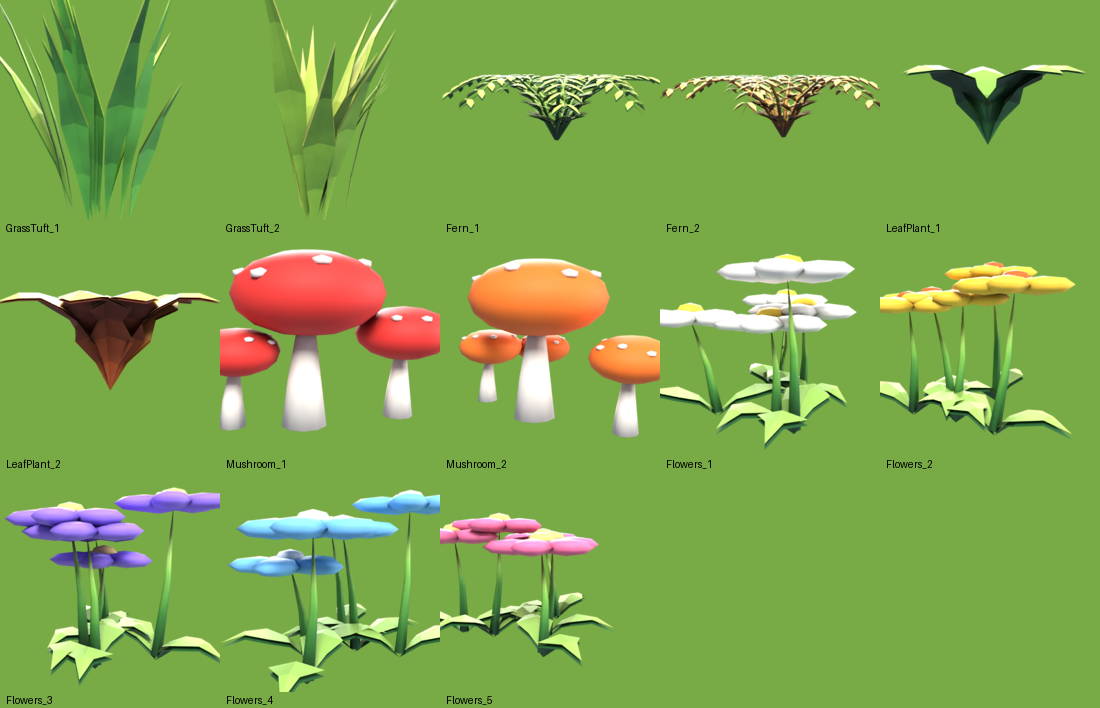 GrassTuft_1
GrassTuft_2
Fern_1
Fern_2
LeafPlant_1
LeafPlant_2
Mushroom_1
Mushroom_2
Flowers_1
Flowers_2
Flowers_3
Flowers_4
Flowers_5